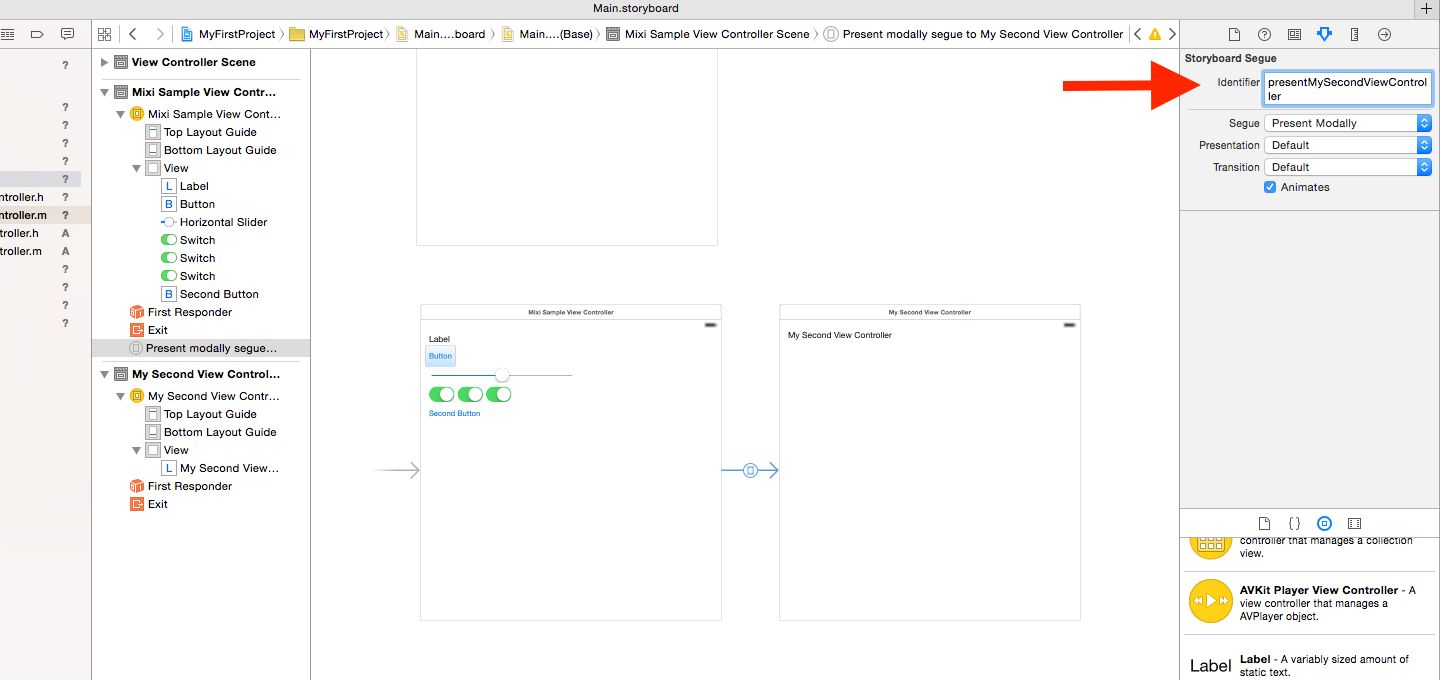 Main.storyboard
MyFirstProject
MyFirstProject
Main....board
Main....(Base)
Mixi Sample View Controller Scene
Present modally segue to My Second View Controller
?
?
?
?
?
?
ntroller.h ?
ntroller.m ?
troller.h A
troller.m A
?
?
?
?
View Controller Scene
Mixi Sample View Contr...
Mixi Sample View Cont...
Top Layout Guide
Bottom Layout Guide
View
L Label
B Button
Horizontal Slider
Switch
Switch
Switch
B Second Button
First Responder
Exit
Present modally segue...
My Second View Control...
My Second View Contr...
Top Layout Guide
Bottom Layout Guide
View
L My Second View...
First Responder
Exit
Mixi Sample View Controller
Label
Button
Second Button
My Second View Controller
My Second View Controller
Storyboard Segue
Identifier presentMySecondViewControl
ler
Segue Present Modally
Presentation Default
Transition Default
Animates
controller that manages a collection
view.
AVKit Player View Controller - A
view controller that manages a
AVPlayer object.
Label
Label - A variably sized amount of
static text.